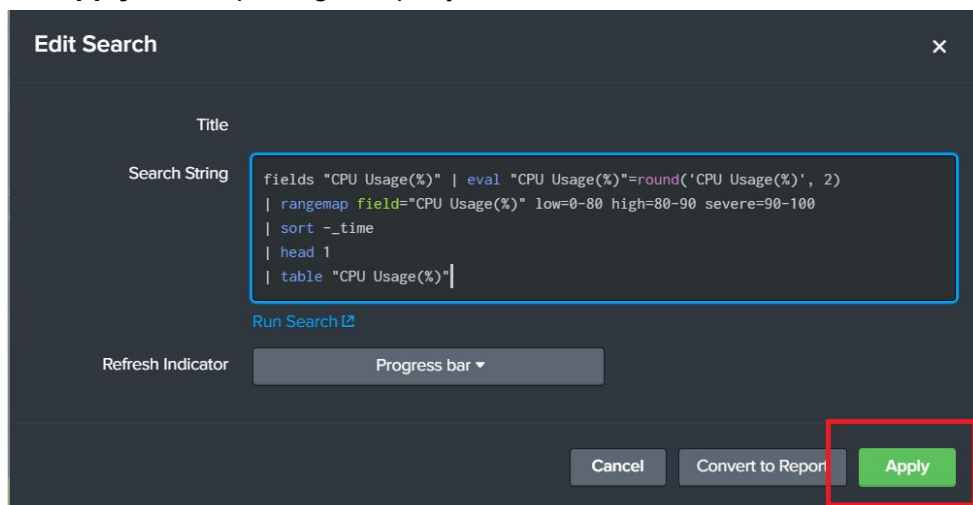 Apply
Edit Search ×
Title
Search String
fields "CPU Usage(%)" | eval "CPU Usage(%)"=round('CPU Usage(%)', 2)
| rangemap field="CPU Usage(%)" low=0-80 high=80-90 severe=90-100
| sort -_time
| head 1
| table "CPU Usage(%)"
Run Search
Refresh Indicator
Progress bar
Cancel Convert to Report Apply